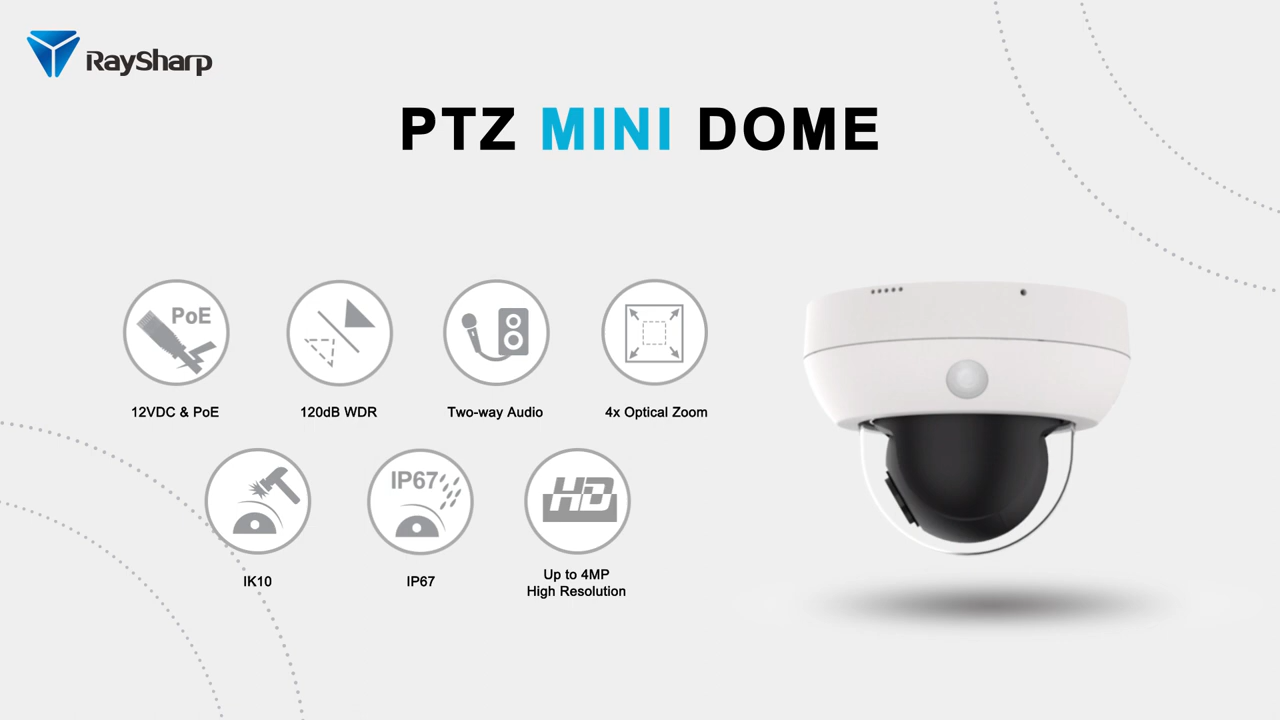 RaySharp
PTZ MINI DOME
PoE
12VDC & PoE
120dB WDR
Two-way Audio
4x Optical Zoom
IP67
HD
IK10
IP67
Up to 4MP
High Resolution